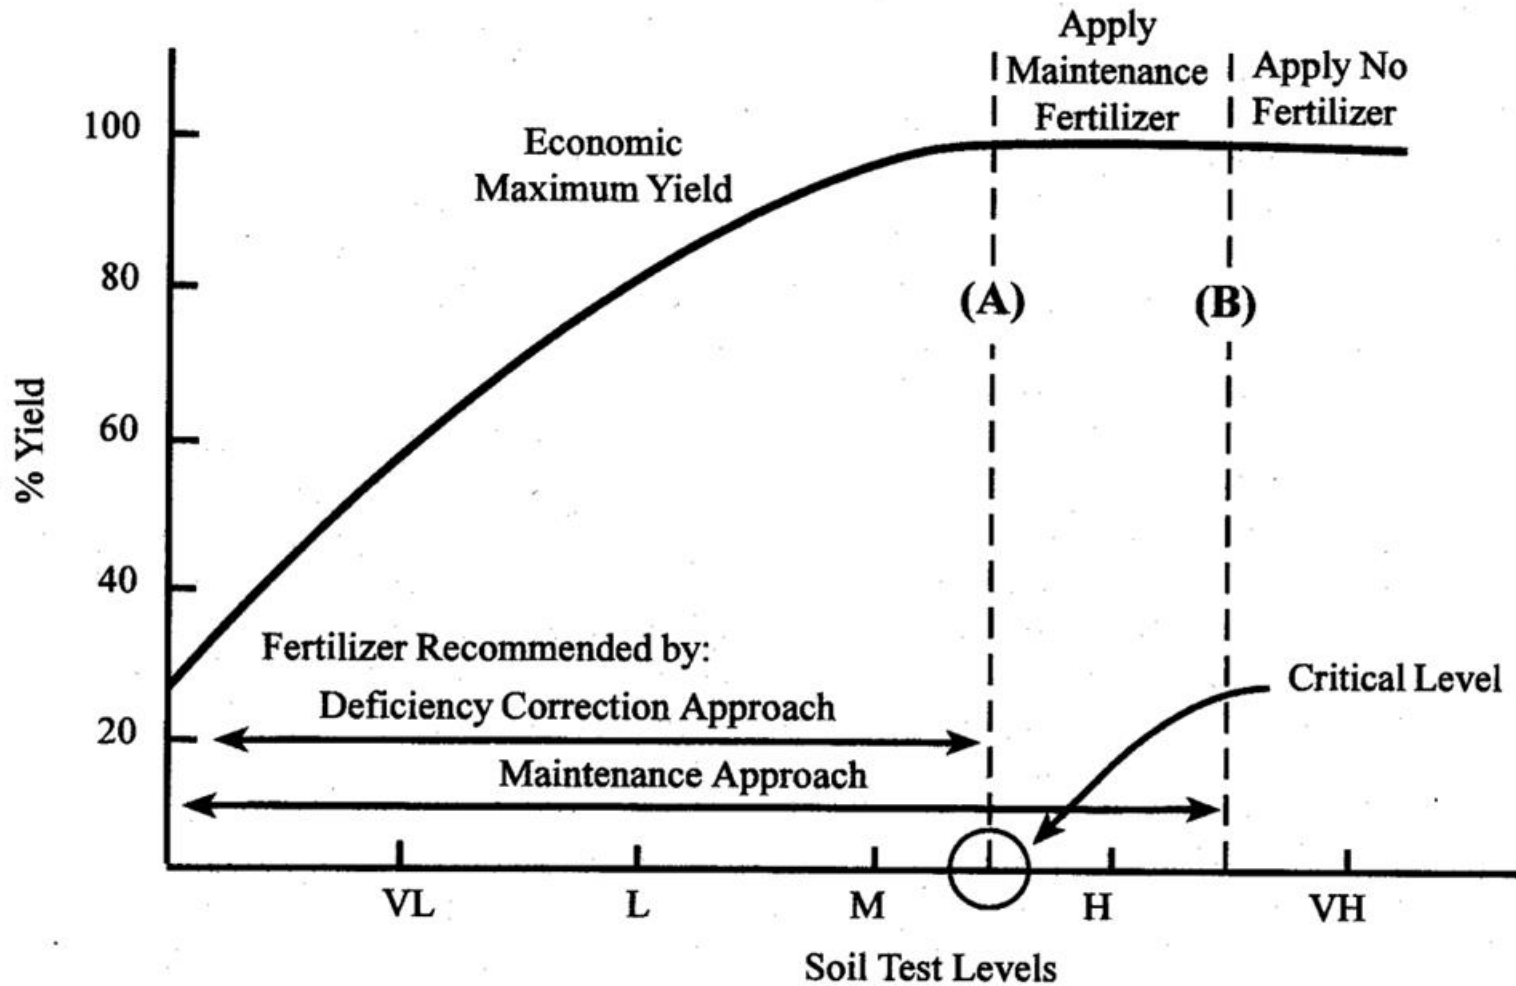 Apply
Maintenance
Fertilizer
Apply No
Fertilizer
100
Economic
Maximum Yield
80
(A)
(B)
60
% Yield
40
Fertilizer Recommended by:
Deficiency Correction Approach
Critical Level
20
Maintenance Approach
VL
L
M
H
VH
Soil Test Levels